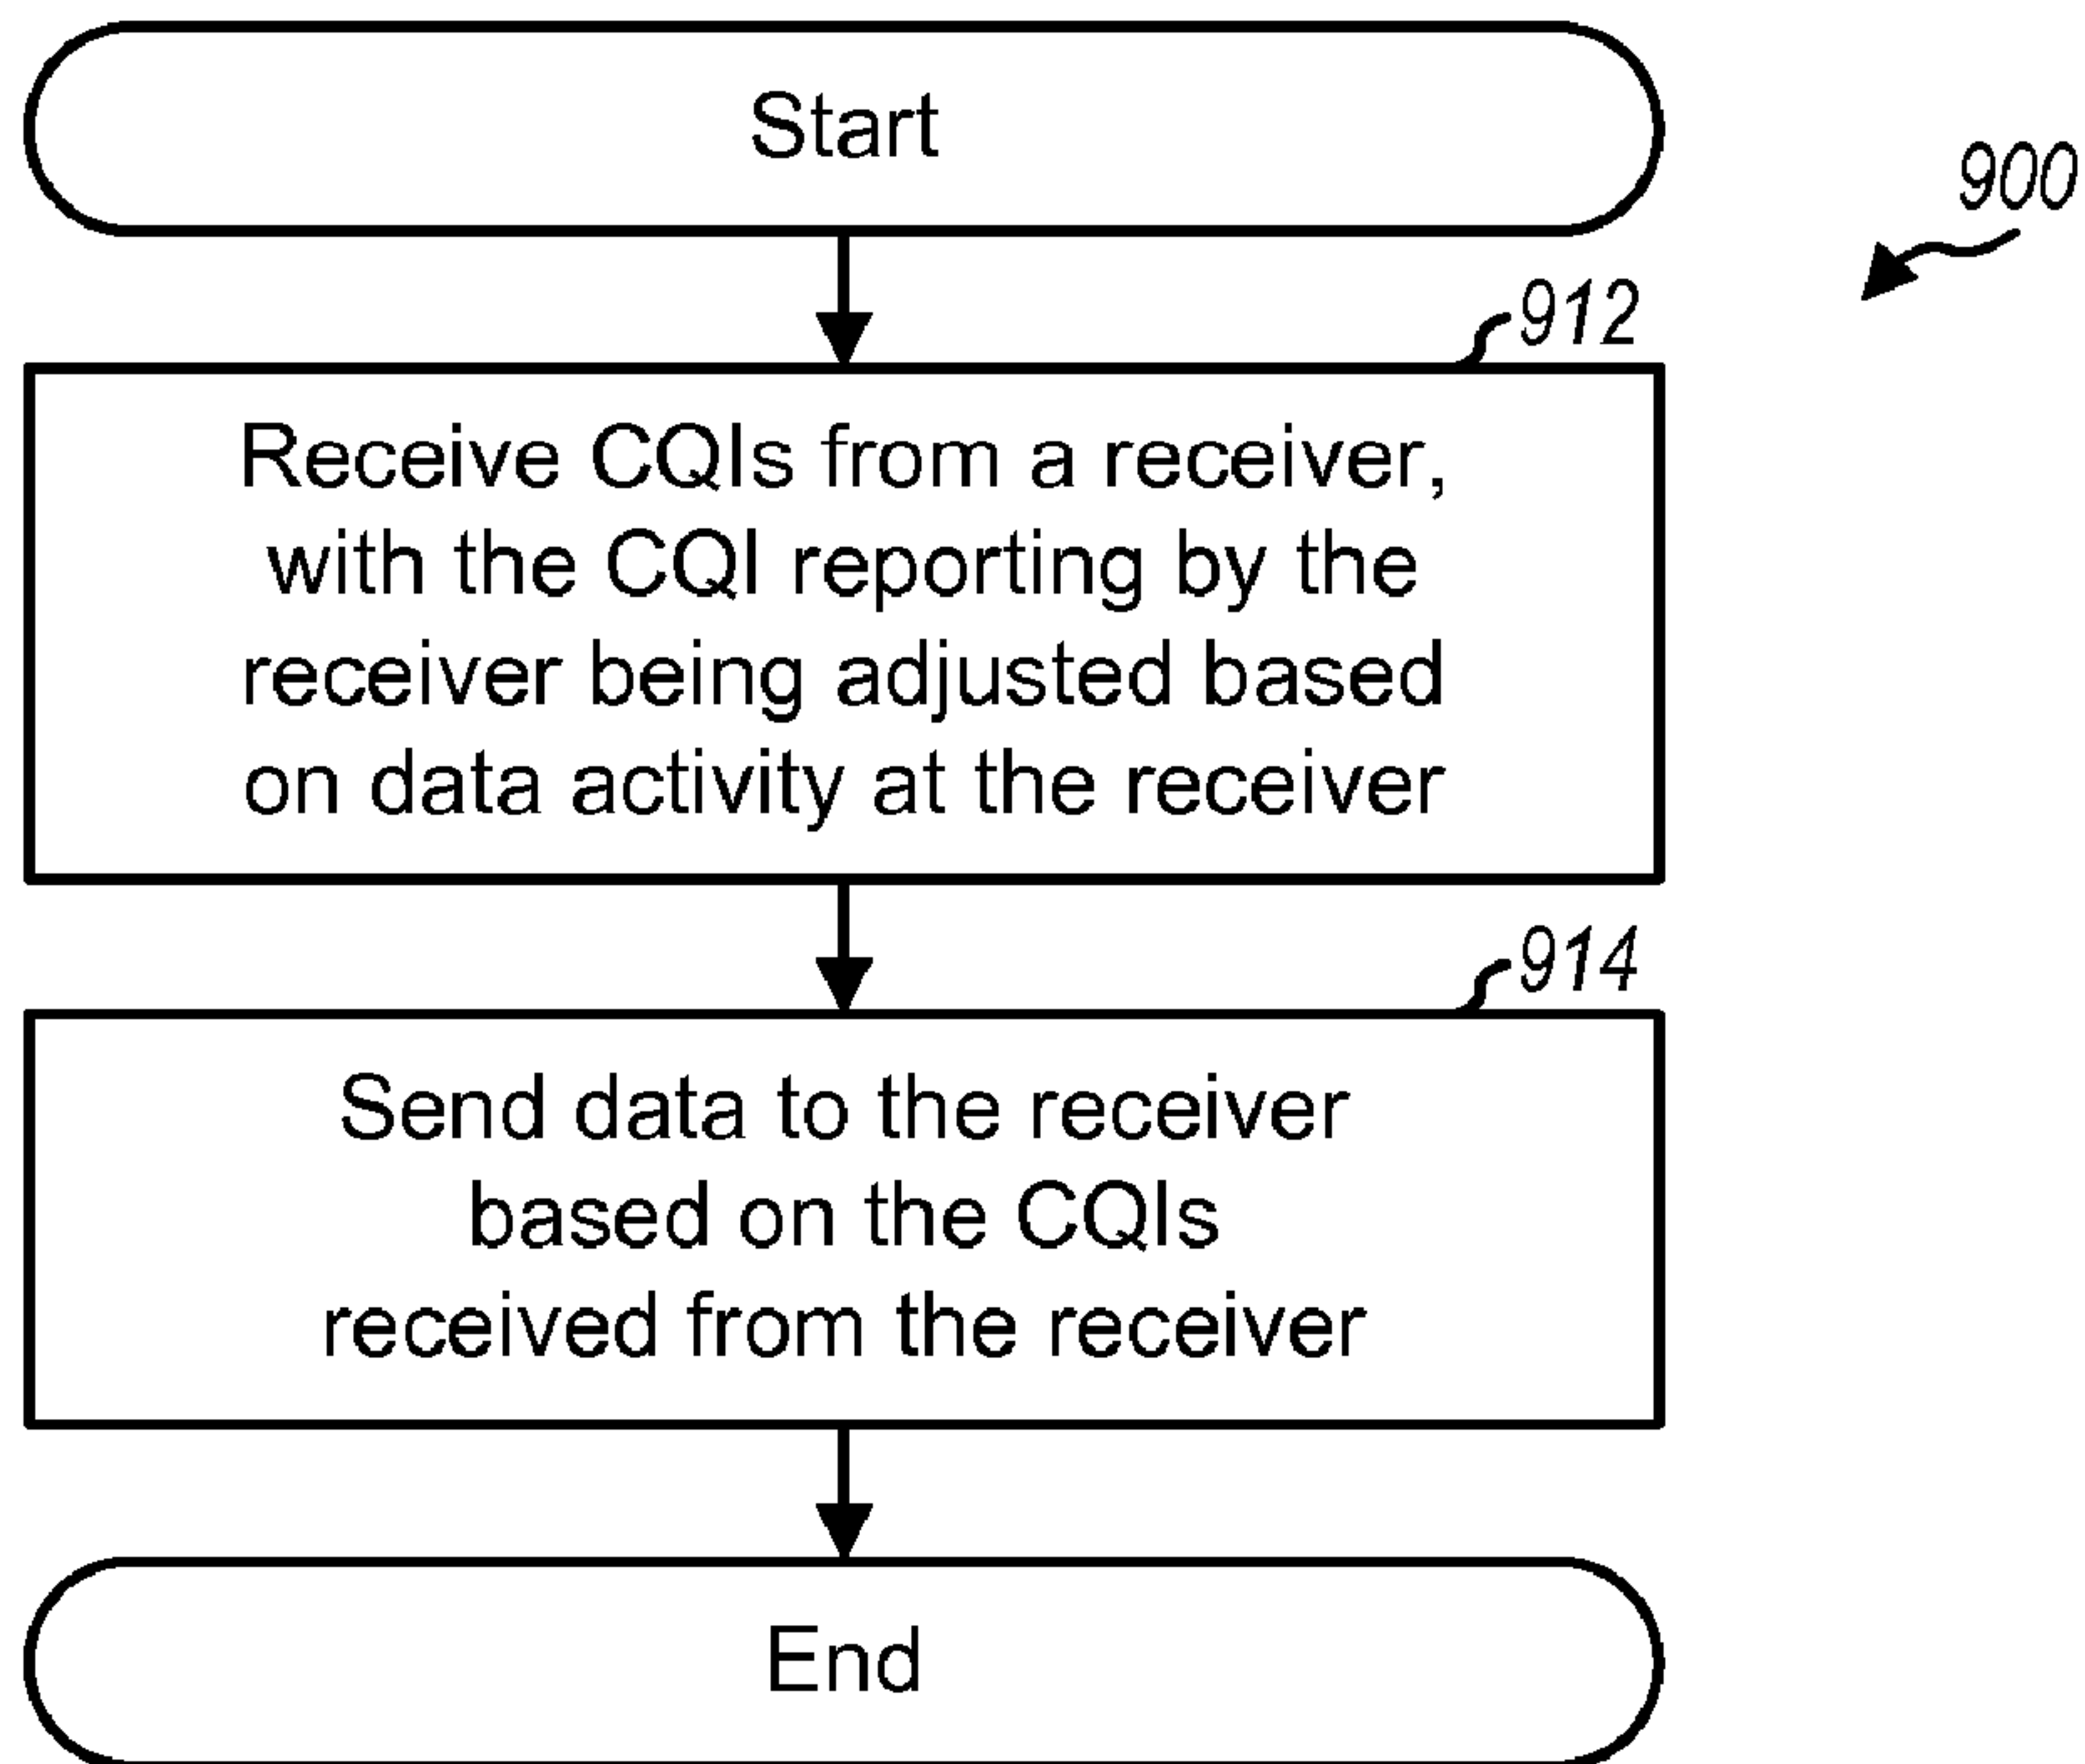 Start
900
912
Receive CQIs from a receiver,
with the CQI reporting by the
receiver being adjusted based
on data activity at the receiver
914
Send data to the receiver
based on the CQIs
received from the receiver
End